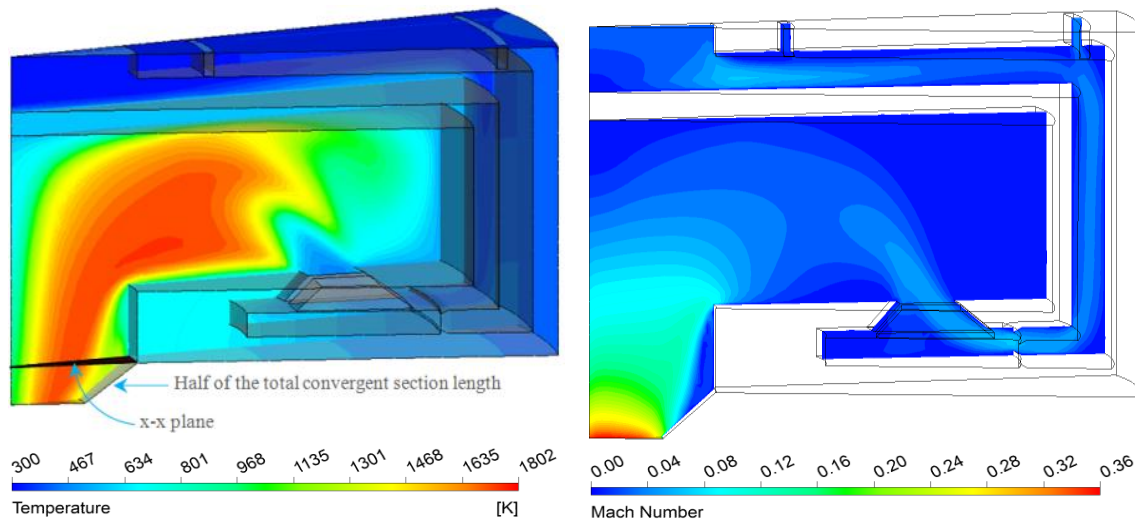 Half of the total convergent section length
x-x plane
300 467 634 801 968 1135 1301 1468 1635 1802
Temperature [K]
0.00 0.04 0.08 0.12 0.16 0.20 0.24 0.28 0.32 0.36
Mach Number